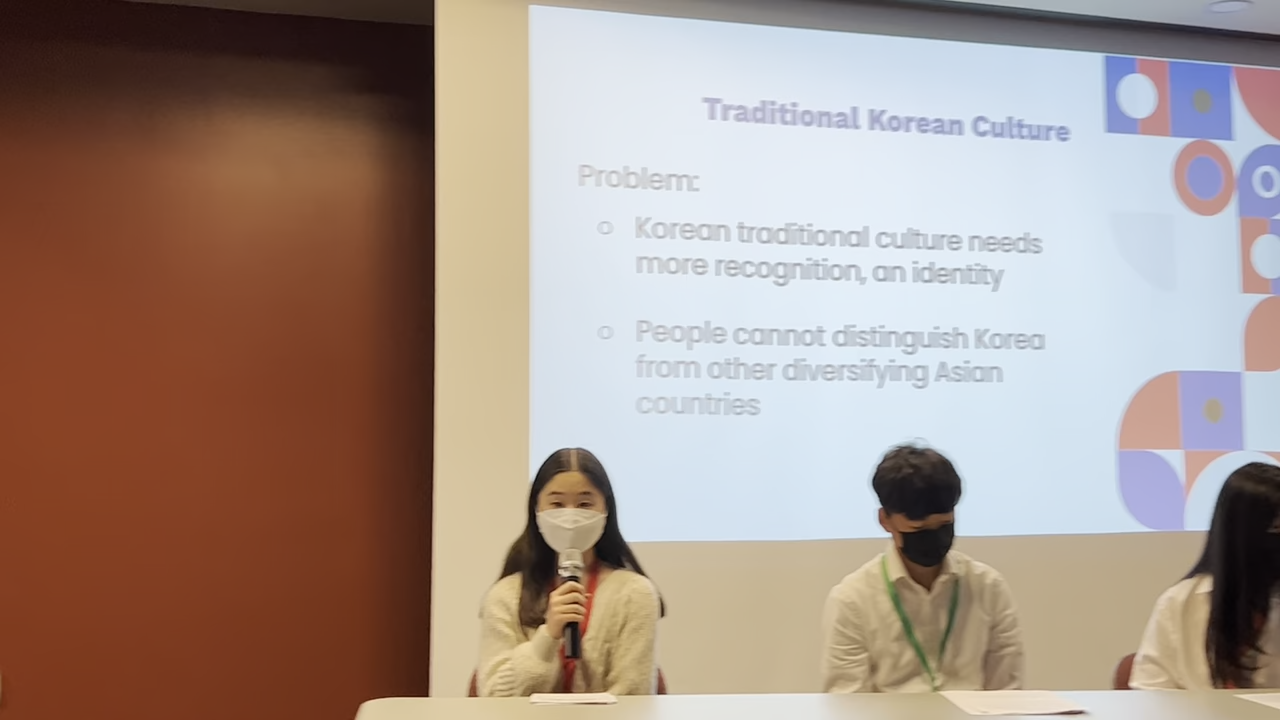 Traditional Korean Culture
Problem:
Korean traditional culture needs
more recognition, an identity
People cannot distinguish Korea
from other diversifying Asian
countries